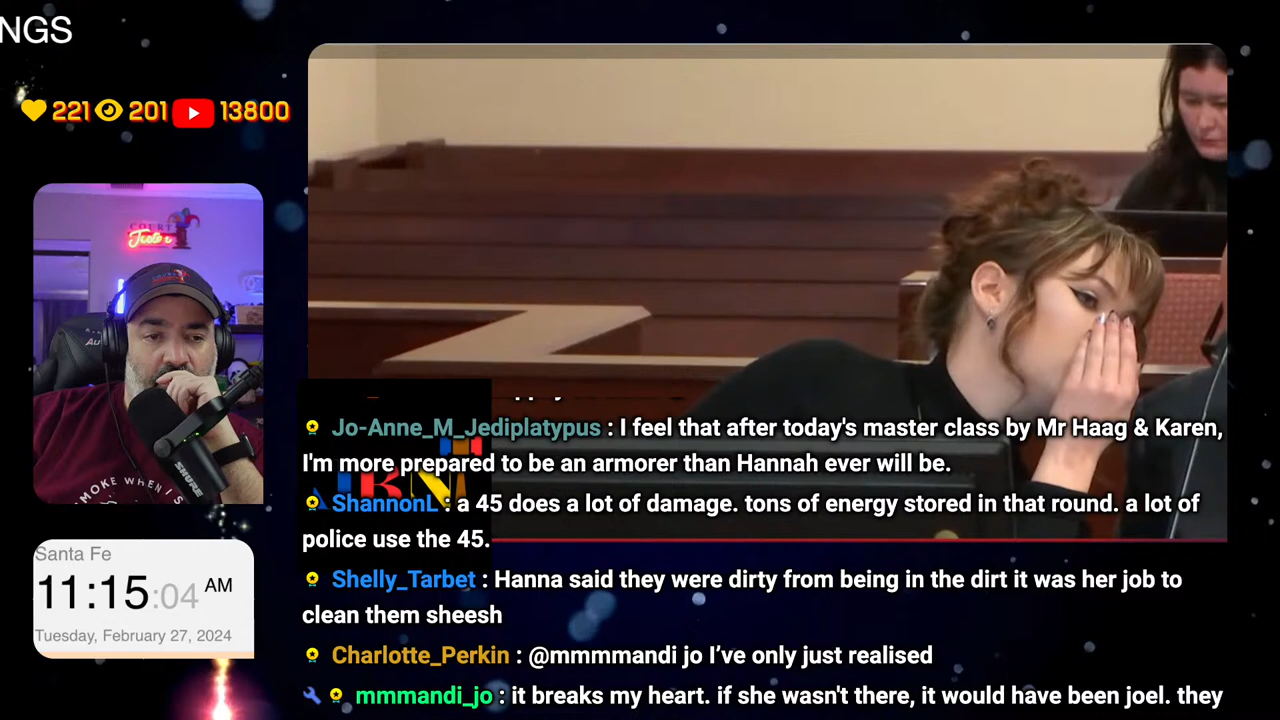 NGS
221 201 13800
COURT
Jester
Santa Fe
11:15:04 AM
Tuesday, February 27, 2024
MOKE WHEN I S
SHURE
Jo-Anne_M_Jediplatypus : I feel that after today's master class by Mr Haag & Karen,
I'm more prepared to be an armorer than Hannah ever will be.
ShannonL : a 45 does a lot of damage. tons of energy stored in that round. a lot of
police use the 45.
Shelly_Tarbet : Hanna said they were dirty from being in the dirt it was her job to
clean them sheesh
Charlotte_Perkin : @mmmmandi jo I’ve only just realised
mmmandi_jo : it breaks my heart. if she wasn't there, it would have been joel. they